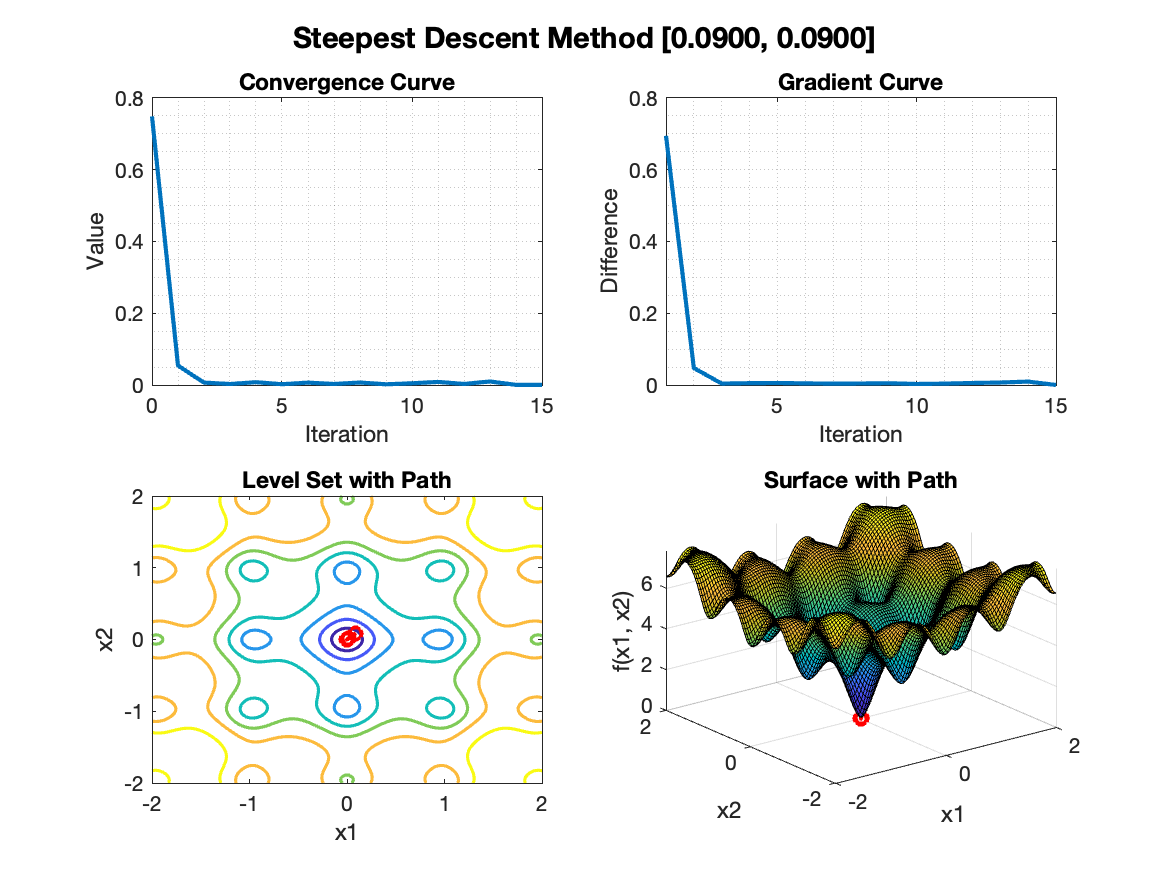 Steepest Descent Method [0.0900, 0.0900]
Convergence Curve
0.8
0.6
0.4
0.2
0
Value
0 5 10 15
Iteration
Gradient Curve
0.8
0.6
0.4
0.2
0
Difference
5 10 15
Iteration
Level Set with Path
2
1
0
-1
-2
x2
-2 -1 0 1 2
x1
Surface with Path
6
4
2
0
f(x1, x2)
2
0
-2
x2
-2
0
2
x1